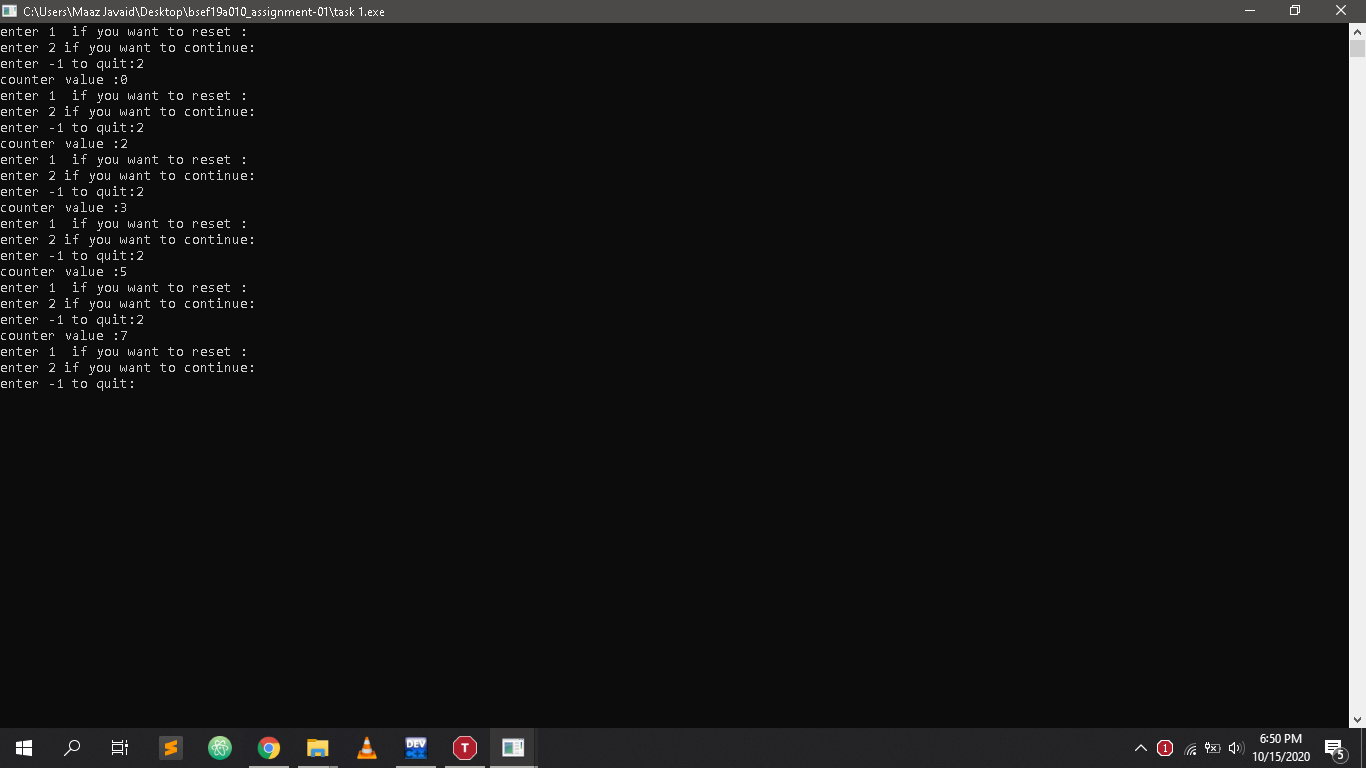 C:\Users\Maaz Javaid\Desktop\bsef19a010_assignment-01\task 1.exe
enter 1  if you want to reset :
enter 2 if you want to continue:
enter -1 to quit:2
counter value :0
enter 1  if you want to reset :
enter 2 if you want to continue:
enter -1 to quit:2
counter value :2
enter 1  if you want to reset :
enter 2 if you want to continue:
enter -1 to quit:2
counter value :3
enter 1  if you want to reset :
enter 2 if you want to continue:
enter -1 to quit:2
counter value :5
enter 1  if you want to reset :
enter 2 if you want to continue:
enter -1 to quit:2
counter value :7
enter 1  if you want to reset :
enter 2 if you want to continue:
enter -1 to quit:
DEV
T
1
6:50 PM
10/15/2020
5